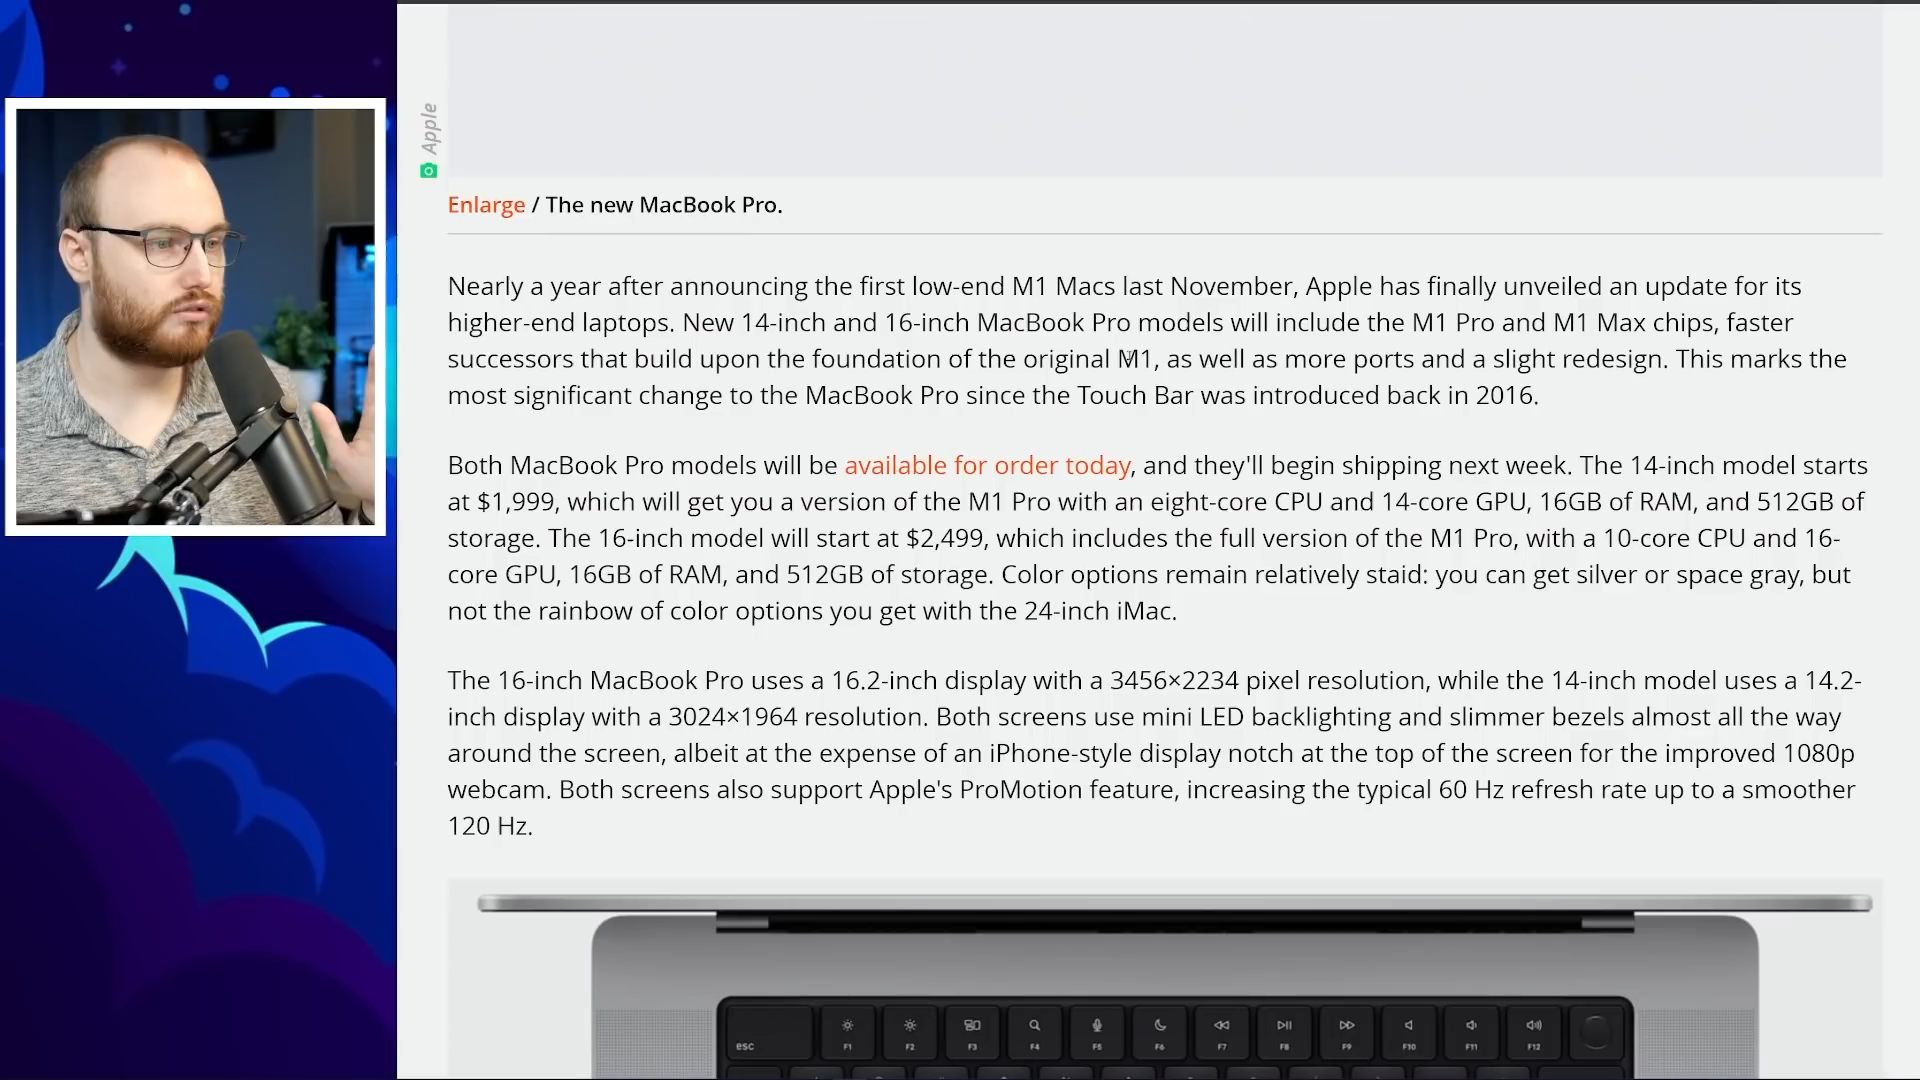 Apple
Enlarge / The new MacBook Pro.
Nearly a year after announcing the first low-end M1 Macs last November, Apple has finally unveiled an update for its
higher-end laptops. New 14-inch and 16-inch MacBook Pro models will include the M1 Pro and M1 Max chips, faster
successors that build upon the foundation of the original M1, as well as more ports and a slight redesign. This marks the
most significant change to the MacBook Pro since the Touch Bar was introduced back in 2016.
Both MacBook Pro models will be available for order today, and they'll begin shipping next week. The 14-inch model starts
at $1,999, which will get you a version of the M1 Pro with an eight-core CPU and 14-core GPU, 16GB of RAM, and 512GB of
storage. The 16-inch model will start at $2,499, which includes the full version of the M1 Pro, with a 10-core CPU and 16-
core GPU, 16GB of RAM, and 512GB of storage. Color options remain relatively staid: you can get silver or space gray, but
not the rainbow of color options you get with the 24-inch iMac.
The 16-inch MacBook Pro uses a 16.2-inch display with a 3456×2234 pixel resolution, while the 14-inch model uses a 14.2-
inch display with a 3024×1964 resolution. Both screens use mini LED backlighting and slimmer bezels almost all the way
around the screen, albeit at the expense of an iPhone-style display notch at the top of the screen for the improved 1080p
webcam. Both screens also support Apple's ProMotion feature, increasing the typical 60 Hz refresh rate up to a smoother
120 Hz.
esc F1 F2 F3 F4 F5 F6 F7 F8 F9 F10 F11 F12